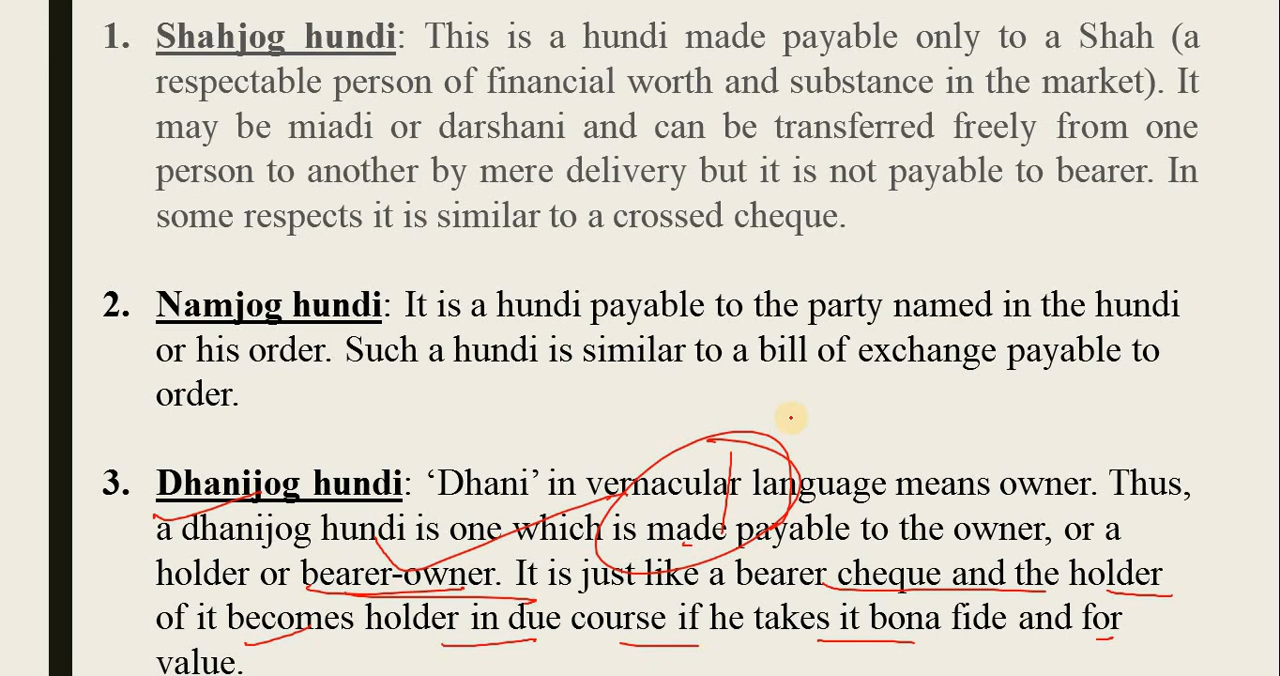 1. Shahjog hundi: This is a hundi made payable only to a Shah (a
respectable person of financial worth and substance in the market). It
may be miadi or darshani and can be transferred freely from one
person to another by mere delivery but it is not payable to bearer. In
some respects it is similar to a crossed cheque.
2. Namjog hundi: It is a hundi payable to the party named in the hundi
or his order. Such a hundi is similar to a bill of exchange payable to
order.
3. Dhanijog hundi: ‘Dhani’ in vernacular language means owner. Thus,
a dhanijog hundi is one which is made payable to the owner, or a
holder or bearer-owner. It is just like a bearer cheque and the holder
of it becomes holder in due course if he takes it bona fide and for
value.